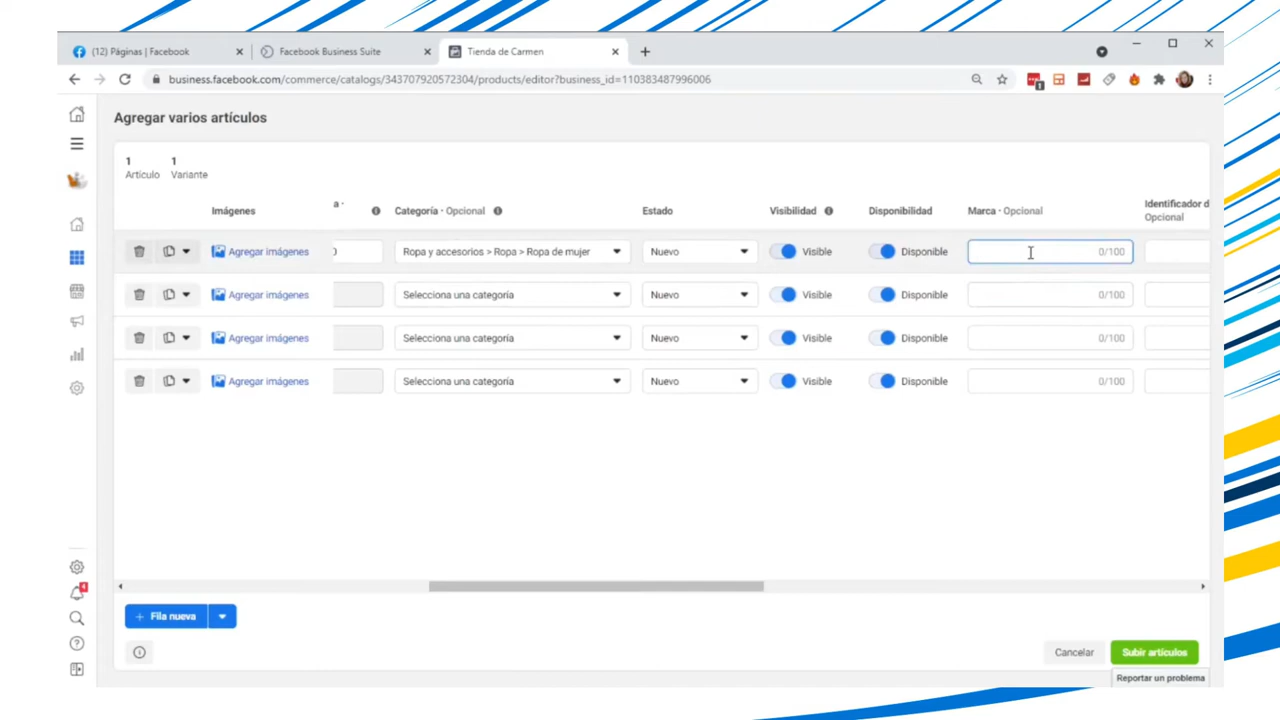 (12) Páginas | Facebook
Facebook Business Suite
Tienda de Carmen
business.facebook.com/commerce/catalogs/343707920572304/products/editor?business_id=110383487996006
1
Agregar varios artículos
1 1
Artículo Variante
Imágenes a · Categoría · Opcional Estado Visibilidad Disponibilidad Marca · Opcional Identificador d
Opcional
Agregar imágenes 0 Ropa y accesorios > Ropa > Ropa de mujer Nuevo Visible Disponible 0/100
Agregar imágenes Selecciona una categoría Nuevo Visible Disponible 0/100
Agregar imágenes Selecciona una categoría Nuevo Visible Disponible 0/100
Agregar imágenes Selecciona una categoría Nuevo Visible Disponible 0/100
+ Fila nueva
Cancelar Subir artículos
Reportar un problema